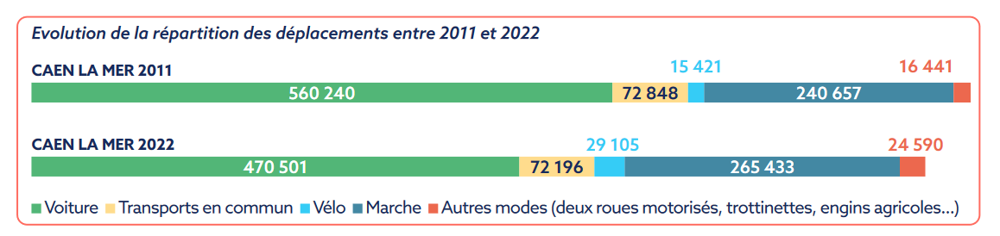 Evolution de la répartition des déplacements entre 2011 et 2022
CAEN LA MER 2011
15 421
16 441
560 240
72 848
240 657
CAEN LA MER 2022
29 105
24 590
470 501
72 196
265 433
Voiture Transports en commun Vélo Marche Autres modes (deux roues motorisés, trottinettes, engins agricoles...)